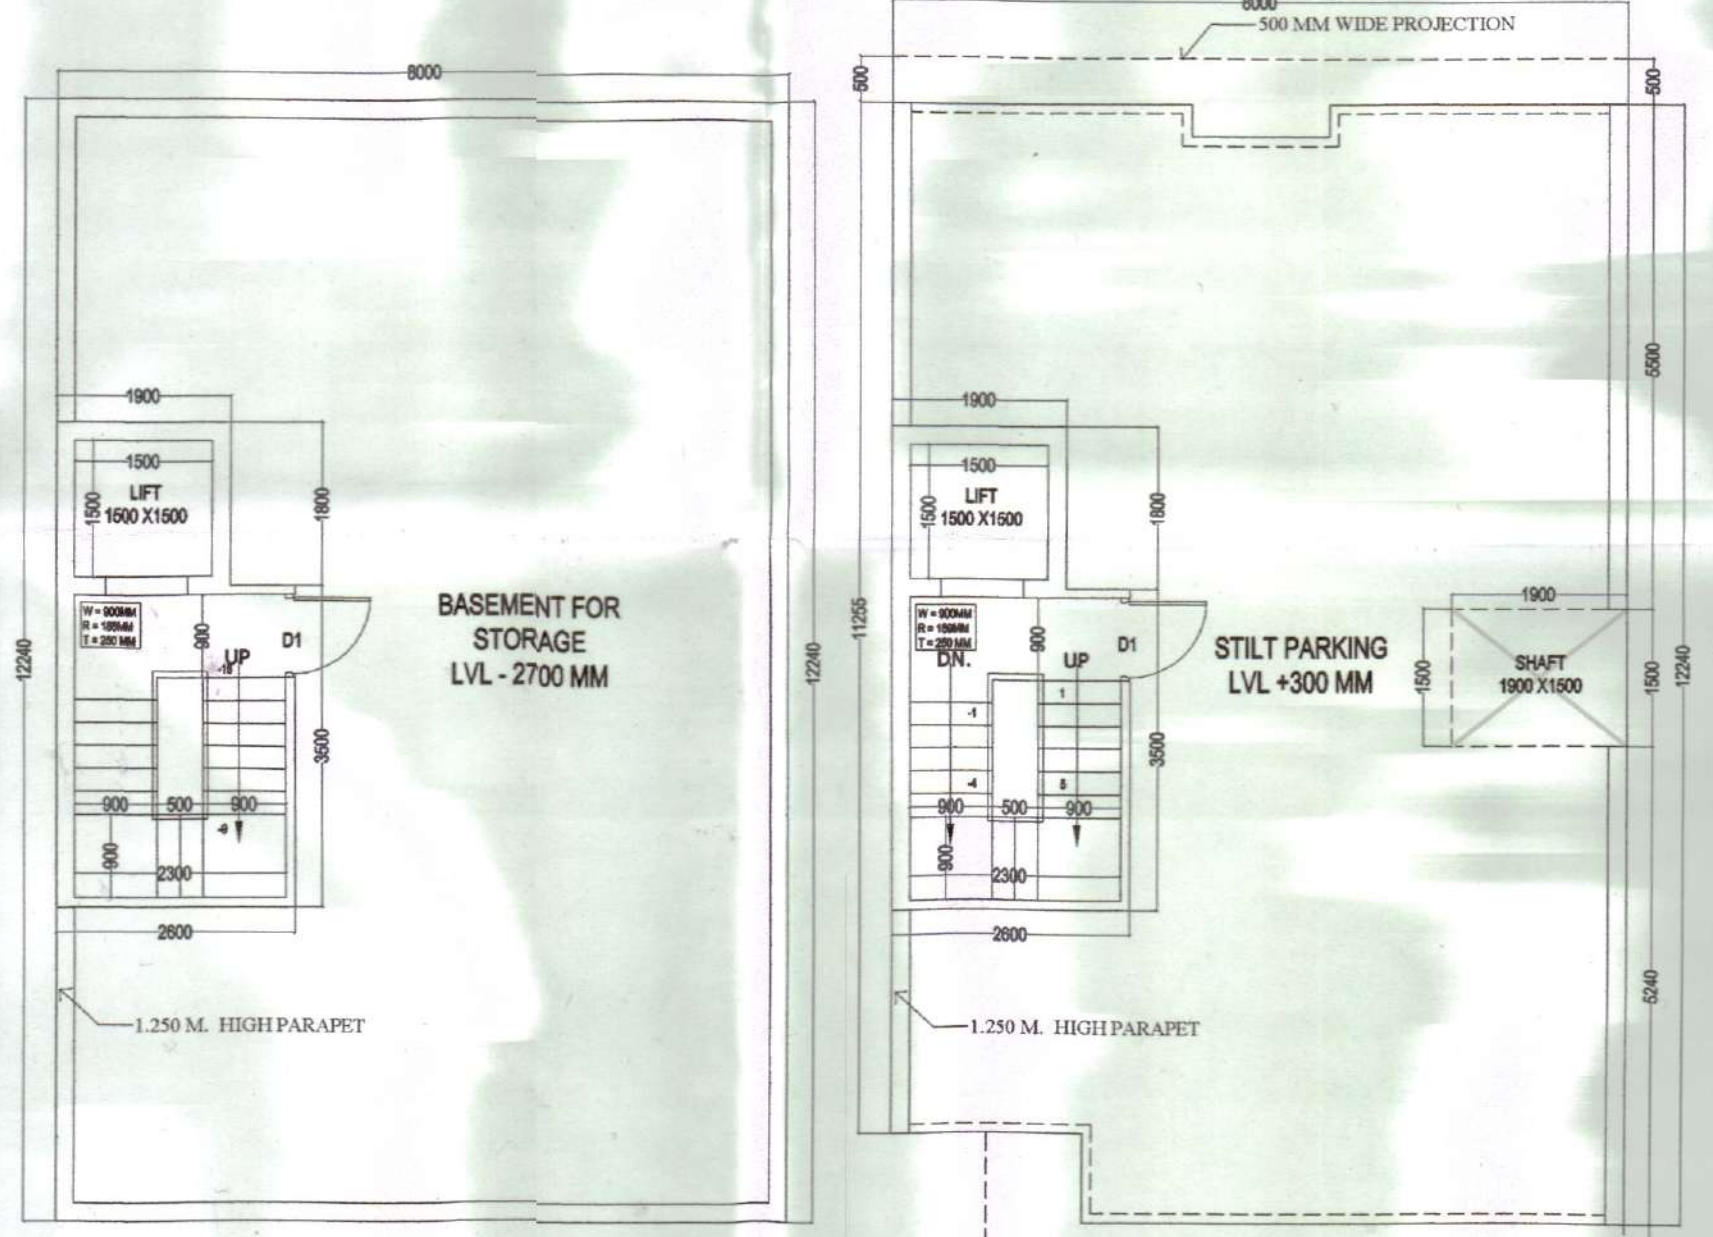 8000
12240
12240
1900
1500
1500
LIFT
1500 X1500
1800
W = 900MM
T = 250 MM
900
UP
D1
3500
900
500
900
-9
900
2300
2600
BASEMENT FOR
STORAGE
LVL - 2700 MM
1.250 M. HIGH PARAPET
500 MM WIDE PROJECTION
500
500
11255
5500
12240
1900
1500
1500
LIFT
1500 X1500
1800
W = 900MM
T = 250 MM
D.N.
900
UP
D1
1
-1
-4
5
3500
900
500
900
900
2300
2600
STILT PARKING
LVL +300 MM
1900
1500
SHAFT
1900 X1500
1500
5240
1.250 M. HIGH PARAPET